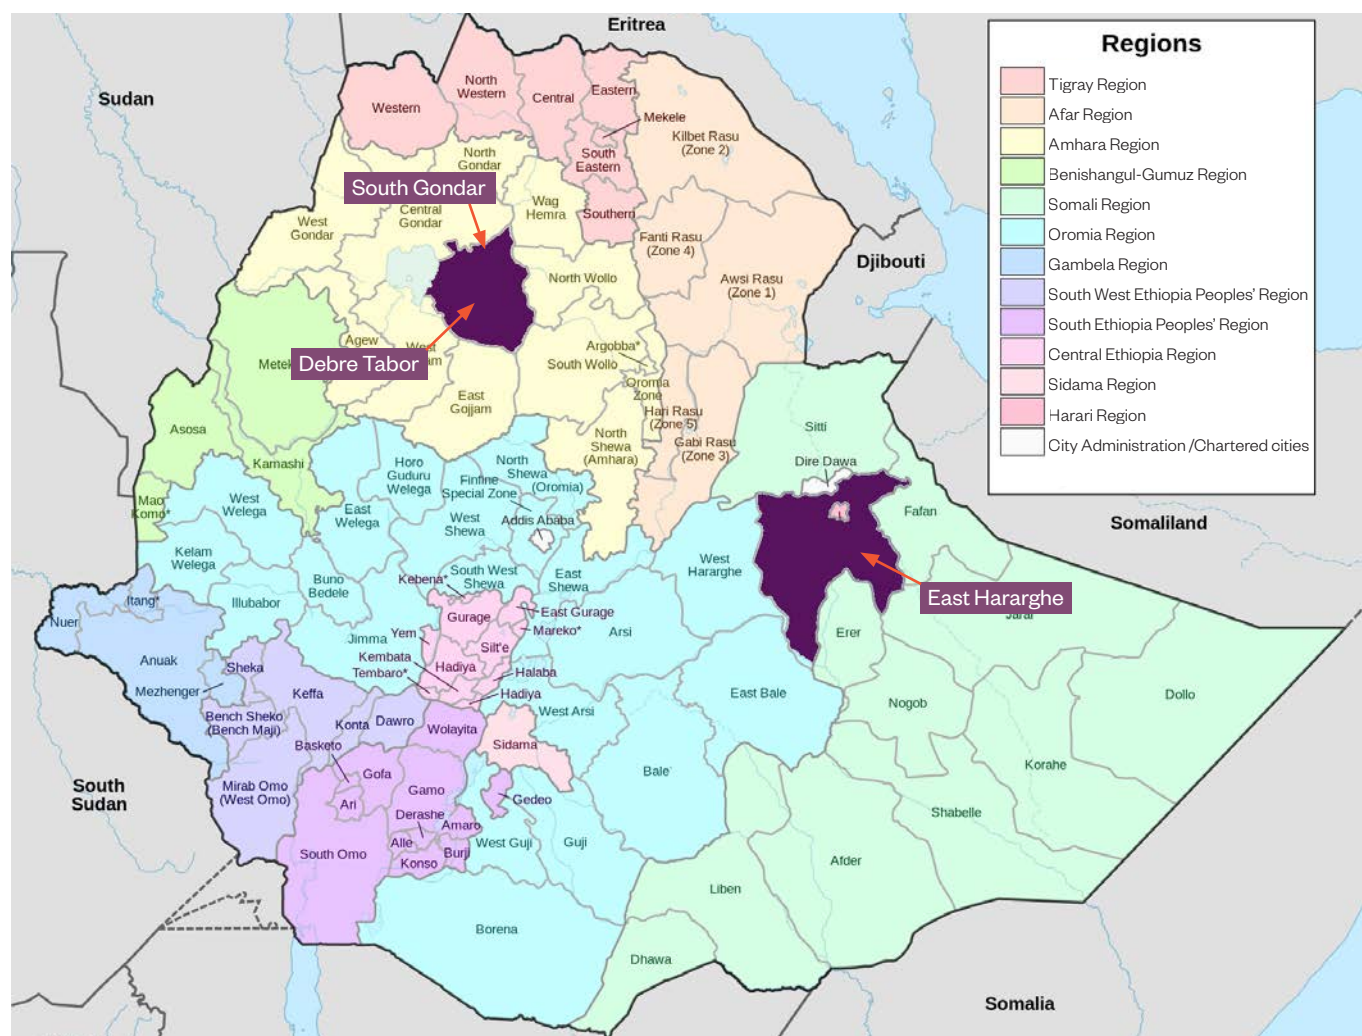 Eritrea
Sudan
Djibouti
Somaliland
South
Sudan
Somalia
Regions
Tigray Region
Afar Region
Amhara Region
Benishangul-Gumuz Region
Somali Region
Oromia Region
Gambela Region
South West Ethiopia Peoples' Region
South Ethiopia Peoples' Region
Central Ethiopia Region
Sidama Region
Harari Region
City Administration /Chartered cities
Western
North
Western
Central
Eastern
Mekele
South
Eastern
Southern
Kilbet Rasu
(Zone 2)
North
Gondar
South Gondar
Central
Gondar
West
Gondar
Wag
Hemra
Fanti Rasu
(Zone 4)
Awsi Rasu
(Zone 1)
North Wollo
Debre Tabor
Agew
East
Gojjam
Argobba*
South Wollo
Oromia
Zone
Hari Rasu
(Zone 5)
Gabi Rasu
(Zone 3)
North
Shewa
(Amhara)
Asosa
Kamashi
Mao
Komo*
Sitti
Dire Dawa
Fafan
East Hararghe
West
Hararghe
Horo
Guduru
Welega
North
Shewa
(Oromia)
Finfine
Special Zone
Addis Ababa
West
Welega
East
Welega
West
Shewa
Kelam
Welega
Buno
Bedele
South West
Shewa
Kebena*
East
Shewa
Illubabor
Itang*
Nuer
Anuak
Mezhenger
Gurage
East Gurage
Mareko*
Yem
Jimma
Silt'e
Kembata
Hadiya
Tembaro*
Halaba
Hadiya
Arsi
West Arsi
East Bale
Erer
Nogob
Dollo
Korahe
Shabelle
Afder
Liben
Dhawa
Bale
Sheka
Keffa
Bench Sheko
(Bench Maji)
Konta
Dawro
Wolayita
Sidama
Basketo
Mirab Omo
(West Omo)
Gofa
Ari
Gamo
Gedeo
Derashe
Amaro
Alle
Burji
Konso
South Omo
West Guji
Guji
Borena